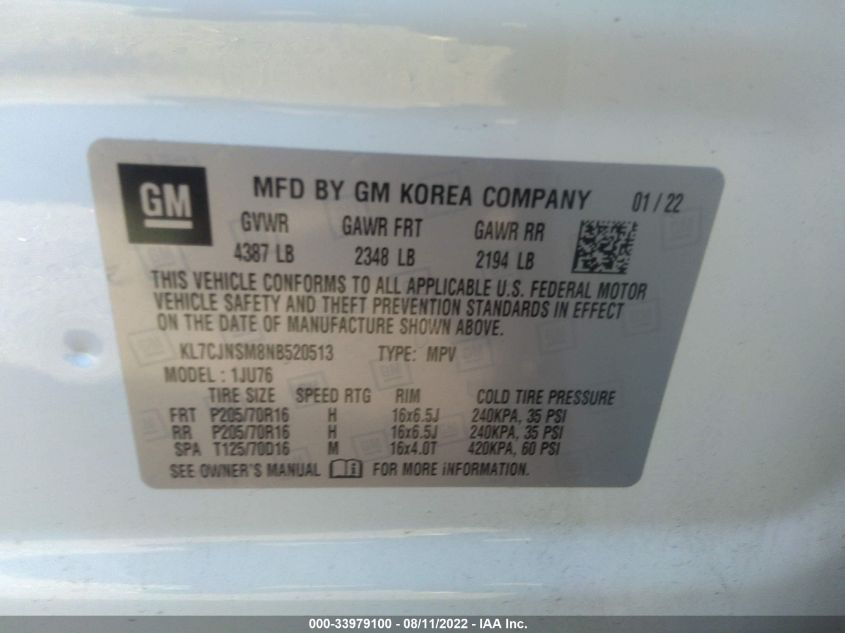 GM MFD BY GM KOREA COMPANY 01/22
GVWR GAWR FRT GAWR RR
4387 LB 2348 LB 2194 LB
THIS VEHICLE CONFORMS TO ALL APPLICABLE U.S. FEDERAL MOTOR
VEHICLE SAFETY AND THEFT PREVENTION STANDARDS IN EFFECT
ON THE DATE OF MANUFACTURE SHOWN ABOVE.
KL7CJNSM8NB520513 TYPE: MPV
MODEL: 1JU76
TIRE SIZE SPEED RTG RIM COLD TIRE PRESSURE
FRT P205/70R16 H 16x6.5J 240KPA, 35 PSI
RR P205/70R16 H 16x6.5J 240KPA, 35 PSI
SPA T125/70D16 M 16x4.0T 420KPA, 60 PSI
SEE OWNER'S MANUAL FOR MORE INFORMATION.
000-33979100 - 08/11/2022 - IAA Inc.